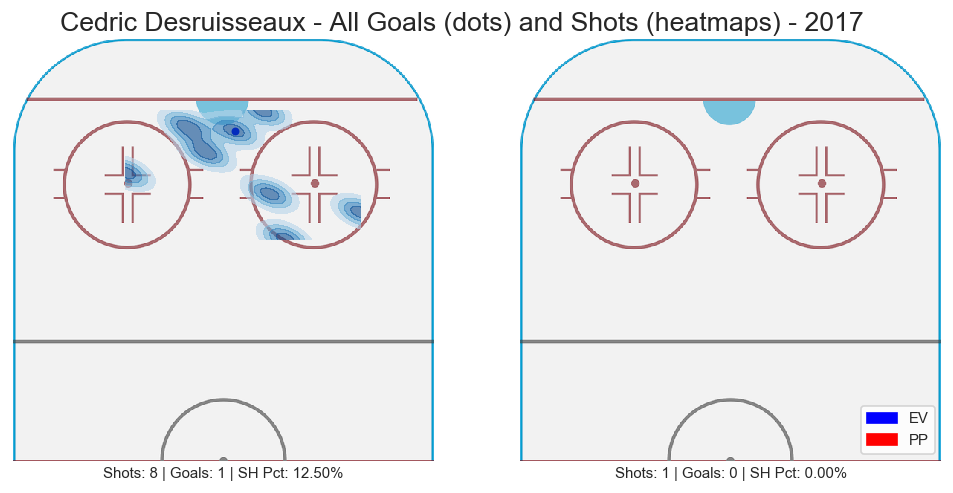 Cedric Desruisseaux - All Goals (dots) and Shots (heatmaps) - 2017
EV
PP
Shots: 8 | Goals: 1 | SH Pct: 12.50%
Shots: 1 | Goals: 0 | SH Pct: 0.00%